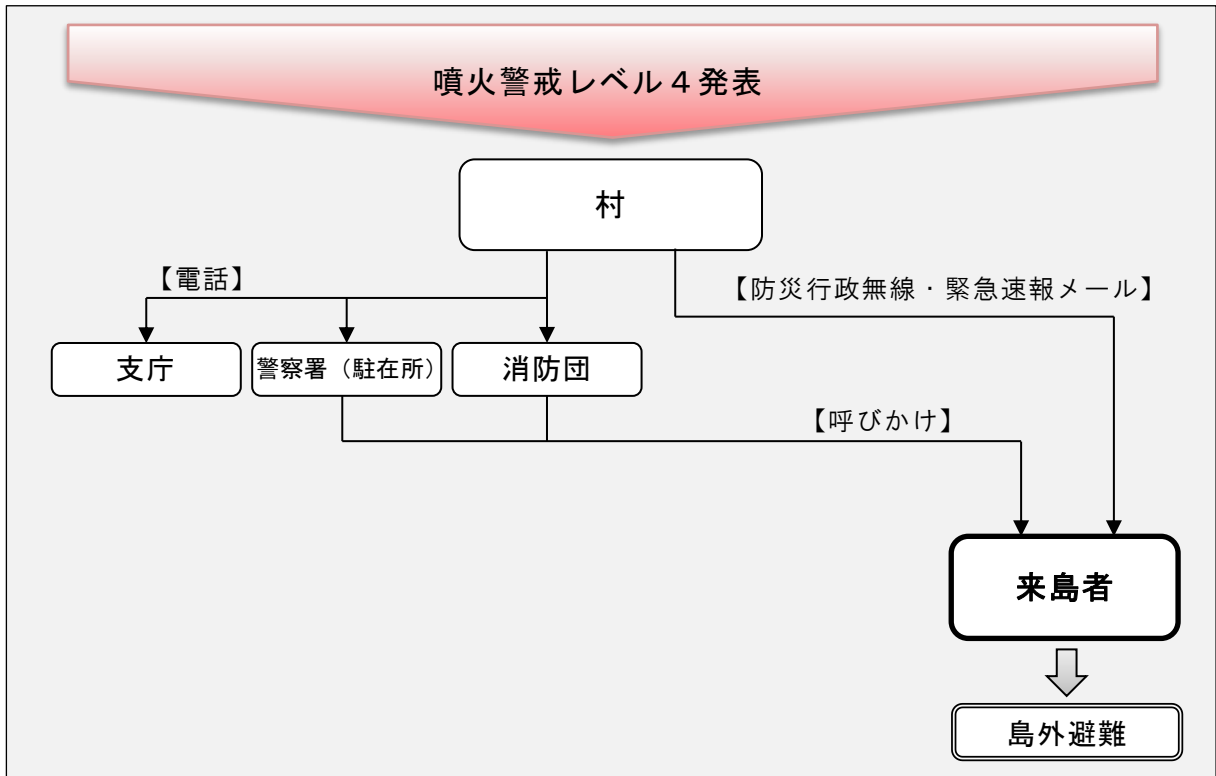 噴火警戒レベル４発表
村
【電話】
【防災行政無線・緊急速報メール】
支庁
警察署（駐在所）
消防団
【呼びかけ】
来島者
島外避難